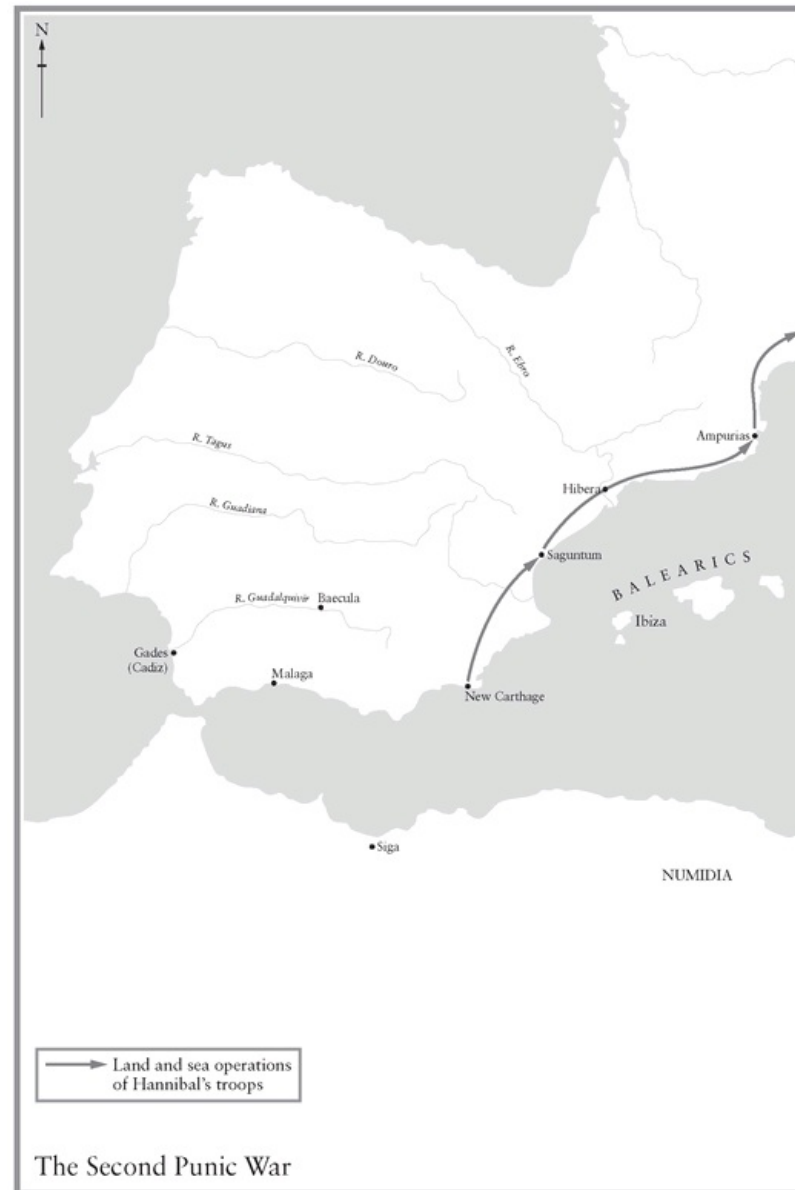 N
R. Douro
R. Ebro
R. Tagus
Ampurias
Hibera
R. Guadiana
Saguntum
BALEARICS
R. Guadalquivir
Baecula
Ibiza
Gades
(Cadiz)
Malaga
New Carthage
Siga
NUMIDIA
Land and sea operations
of Hannibal's troops
The Second Punic War